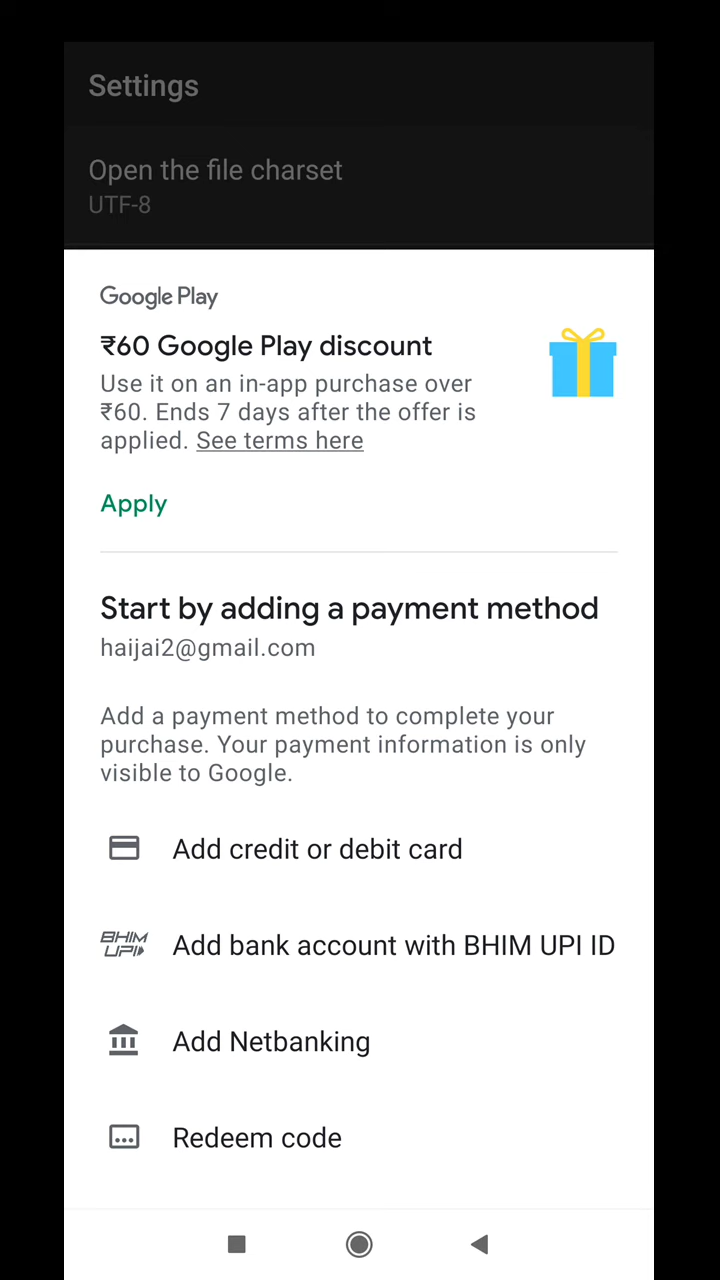 Settings
Open the file charset
UTF-8
Google Play
₹60 Google Play discount
Use it on an in-app purchase over
₹60. Ends 7 days after the offer is
applied. See terms here
Apply
Start by adding a payment method
haijai2@gmail.com
Add a payment method to complete your
purchase. Your payment information is only
visible to Google.
Add credit or debit card
BHIM
UPI
Add bank account with BHIM UPI ID
Add Netbanking
Redeem code